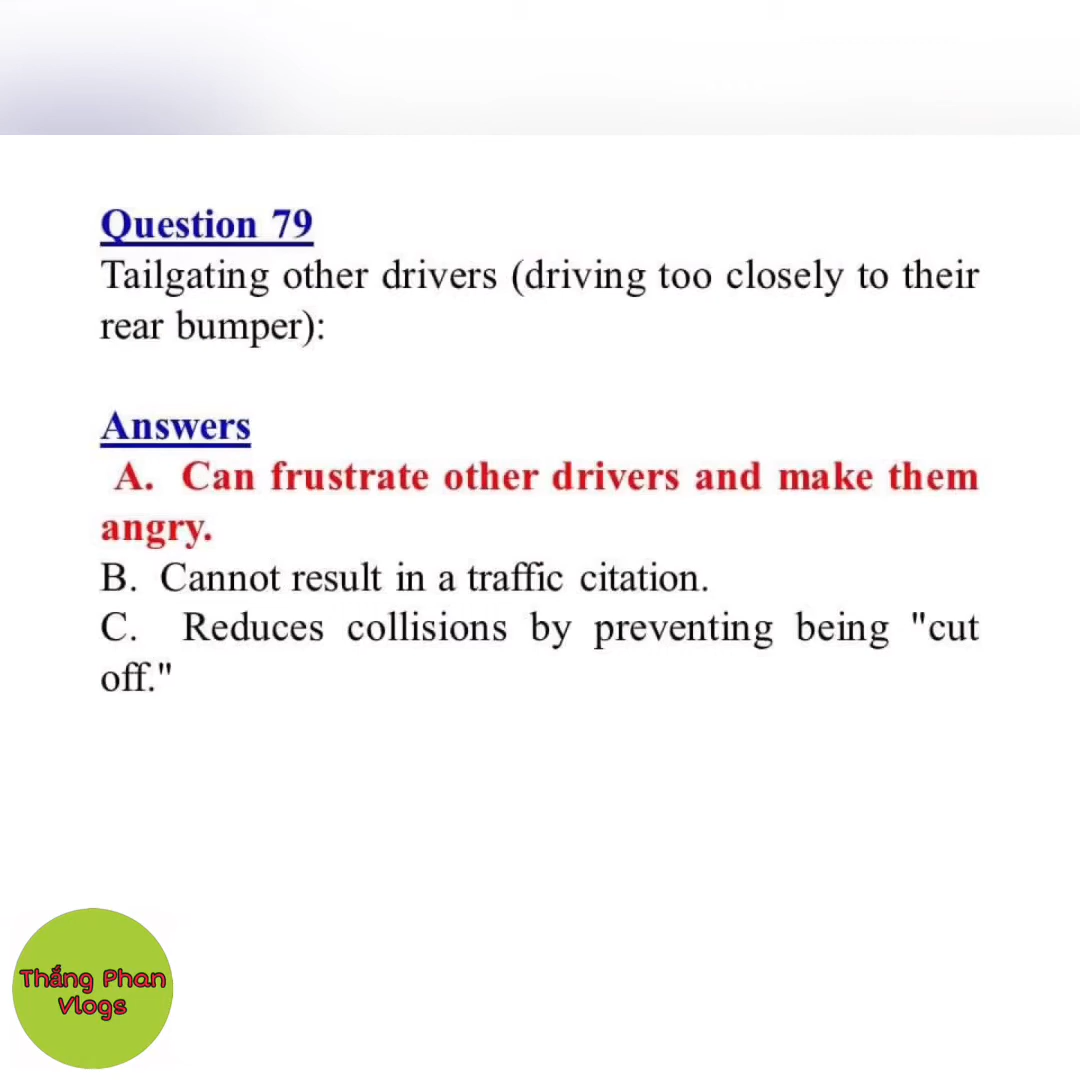 Question 79
Tailgating other drivers (driving too closely to their
rear bumper):
Answers
A. Can frustrate other drivers and make them
angry.
B. Cannot result in a traffic citation.
C. Reduces collisions by preventing being "cut
off."
Thắng Phan
Vlogs